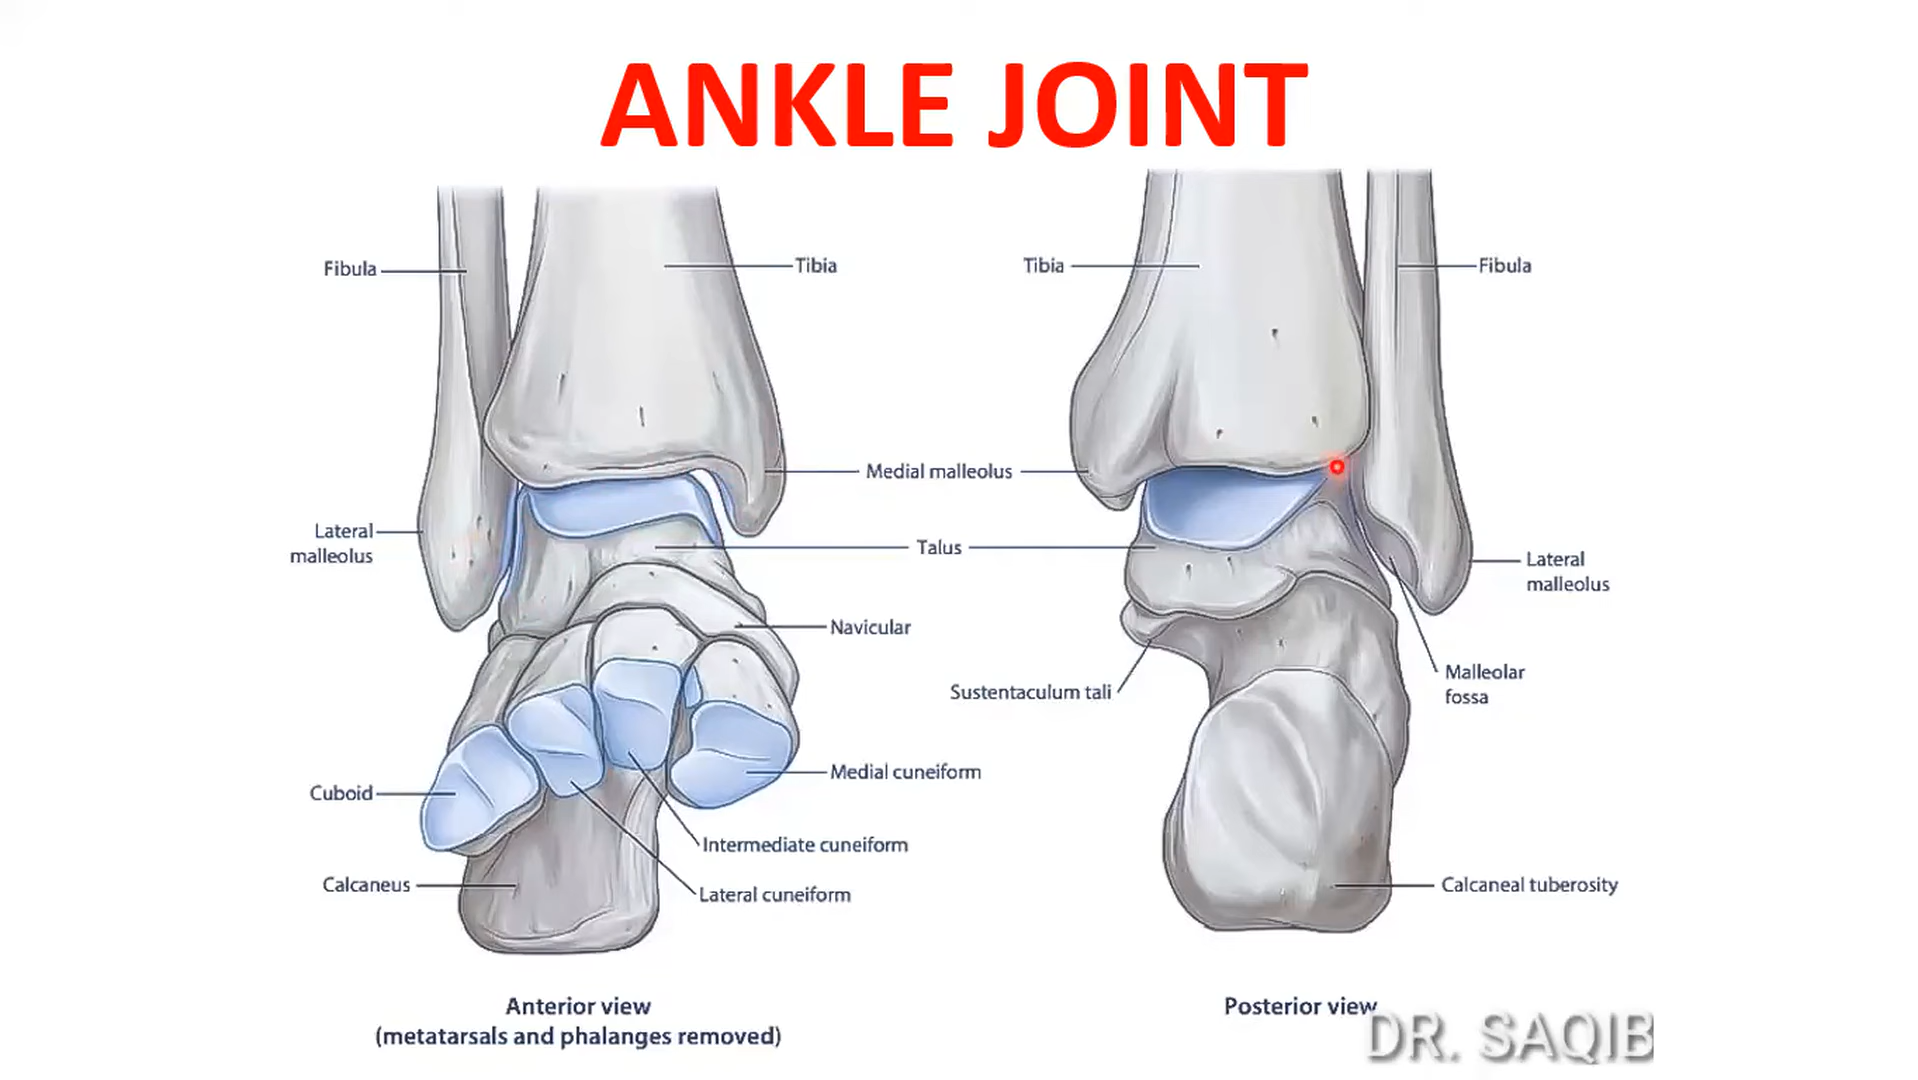 ANKLE JOINT
Fibula
Tibia
Lateral
malleolus
Navicular
Cuboid
Medial cuneiform
Intermediate cuneiform
Calcaneus
Lateral cuneiform
Anterior view
(metatarsals and phalanges removed)
Medial malleolus
Talus
Tibia
Fibula
Lateral
malleolus
Malleolar
fossa
Sustentaculum tali
Calcaneal tuberosity
Posterior view
DR. SAQIB